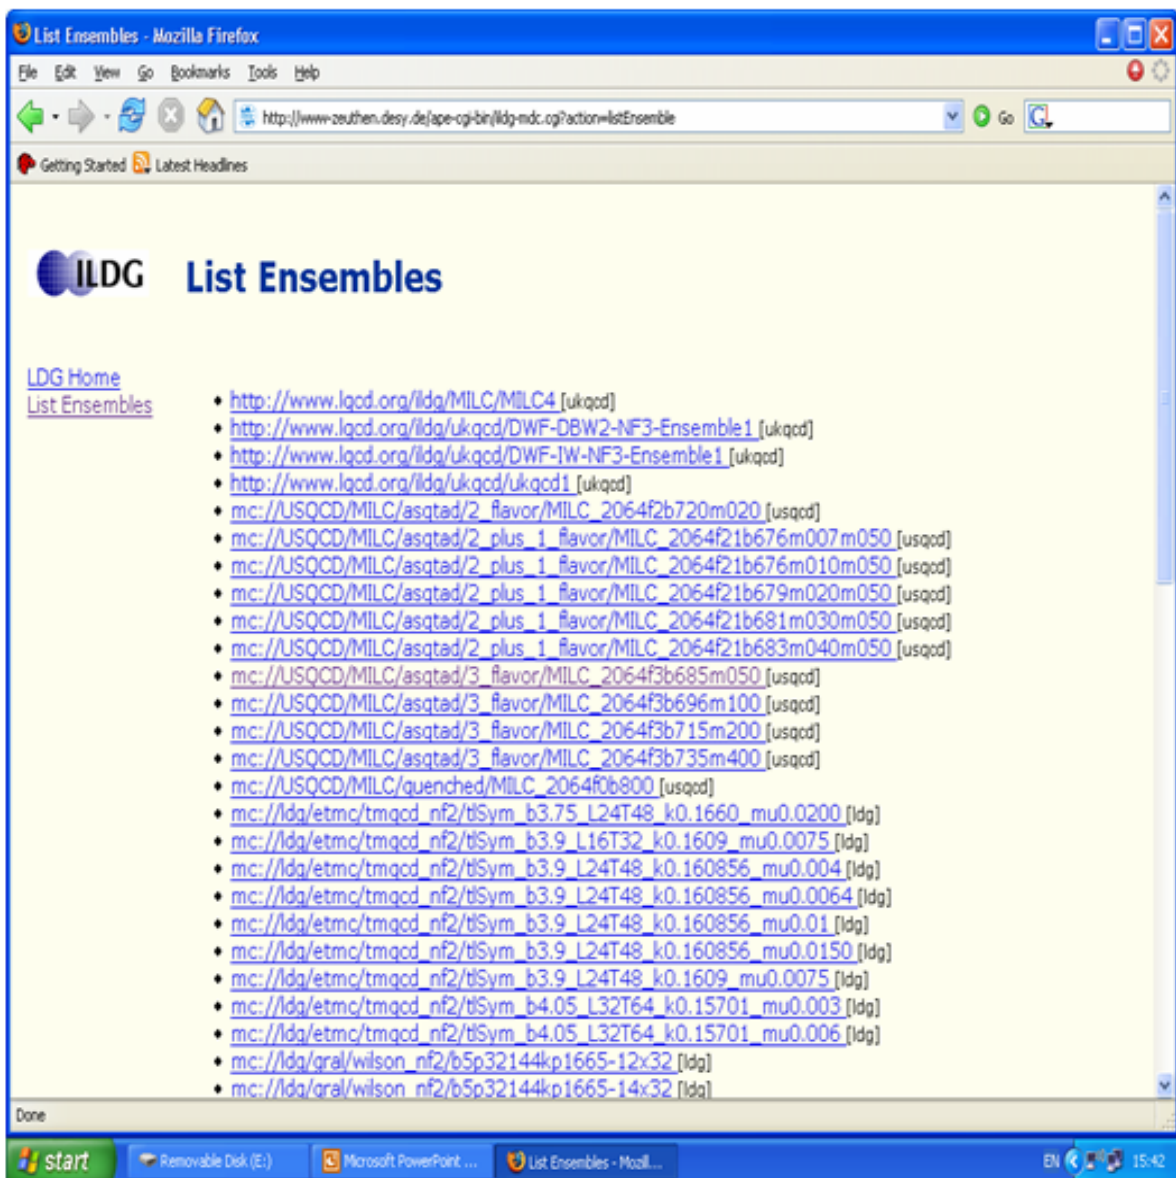 List Ensembles - Mozilla Firefox
File Edit View Go Bookmarks Tools Help
http://www-zeuthen.desy.de/ape-cgi-bin/ildg-mdc.cgi?action=listEnsemble Go
Getting Started Latest Headlines
ILDG List Ensembles
LDG Home
List Ensembles
• http://www.lqcd.org/ildg/MILC/MILC4 [ukqcd]
• http://www.lqcd.org/ildg/ukqcd/DWF-DBW2-NF3-Ensemble1 [ukqcd]
• http://www.lqcd.org/ildg/ukqcd/DWF-IW-NF3-Ensemble1 [ukqcd]
• http://www.lqcd.org/ildg/ukqcd/ukqcd1 [ukqcd]
• mc://USQCD/MILC/asqtad/2_flavor/MILC_2064f2b720m020 [usqcd]
• mc://USQCD/MILC/asqtad/2_plus_1_flavor/MILC_2064f21b676m007m050 [usqcd]
• mc://USQCD/MILC/asqtad/2_plus_1_flavor/MILC_2064f21b676m010m050 [usqcd]
• mc://USQCD/MILC/asqtad/2_plus_1_flavor/MILC_2064f21b679m020m050 [usqcd]
• mc://USQCD/MILC/asqtad/2_plus_1_flavor/MILC_2064f21b681m030m050 [usqcd]
• mc://USQCD/MILC/asqtad/2_plus_1_flavor/MILC_2064f21b683m040m050 [usqcd]
• mc://USQCD/MILC/asqtad/3_flavor/MILC_2064f3b685m050 [usqcd]
• mc://USQCD/MILC/asqtad/3_flavor/MILC_2064f3b696m100 [usqcd]
• mc://USQCD/MILC/asqtad/3_flavor/MILC_2064f3b715m200 [usqcd]
• mc://USQCD/MILC/asqtad/3_flavor/MILC_2064f3b735m400 [usqcd]
• mc://USQCD/MILC/quenched/MILC_2064f0b800 [usqcd]
• mc://ldg/etmc/tmqcd_nf2/tlSym_b3.75_L24T48_k0.1660_mu0.0200 [ldg]
• mc://ldg/etmc/tmqcd_nf2/tlSym_b3.9_L16T32_k0.1609_mu0.0075 [ldg]
• mc://ldg/etmc/tmqcd_nf2/tlSym_b3.9_L24T48_k0.160856_mu0.004 [ldg]
• mc://ldg/etmc/tmqcd_nf2/tlSym_b3.9_L24T48_k0.160856_mu0.0064 [ldg]
• mc://ldg/etmc/tmqcd_nf2/tlSym_b3.9_L24T48_k0.160856_mu0.01 [ldg]
• mc://ldg/etmc/tmqcd_nf2/tlSym_b3.9_L24T48_k0.160856_mu0.0150 [ldg]
• mc://ldg/etmc/tmqcd_nf2/tlSym_b3.9_L24T48_k0.1609_mu0.0075 [ldg]
• mc://ldg/etmc/tmqcd_nf2/tlSym_b4.05_L32T64_k0.15701_mu0.003 [ldg]
• mc://ldg/etmc/tmqcd_nf2/tlSym_b4.05_L32T64_k0.15701_mu0.006 [ldg]
• mc://ldg/gral/wilson_nf2/b5p32144kp1665-12x32 [ldg]
• mc://ldg/gral/wilson_nf2/b5p32144kp1665-14x32 [ldg]
Done
start Removable Disk (E:) Microsoft PowerPoint ... List Ensembles - Mozill... EN 15:42